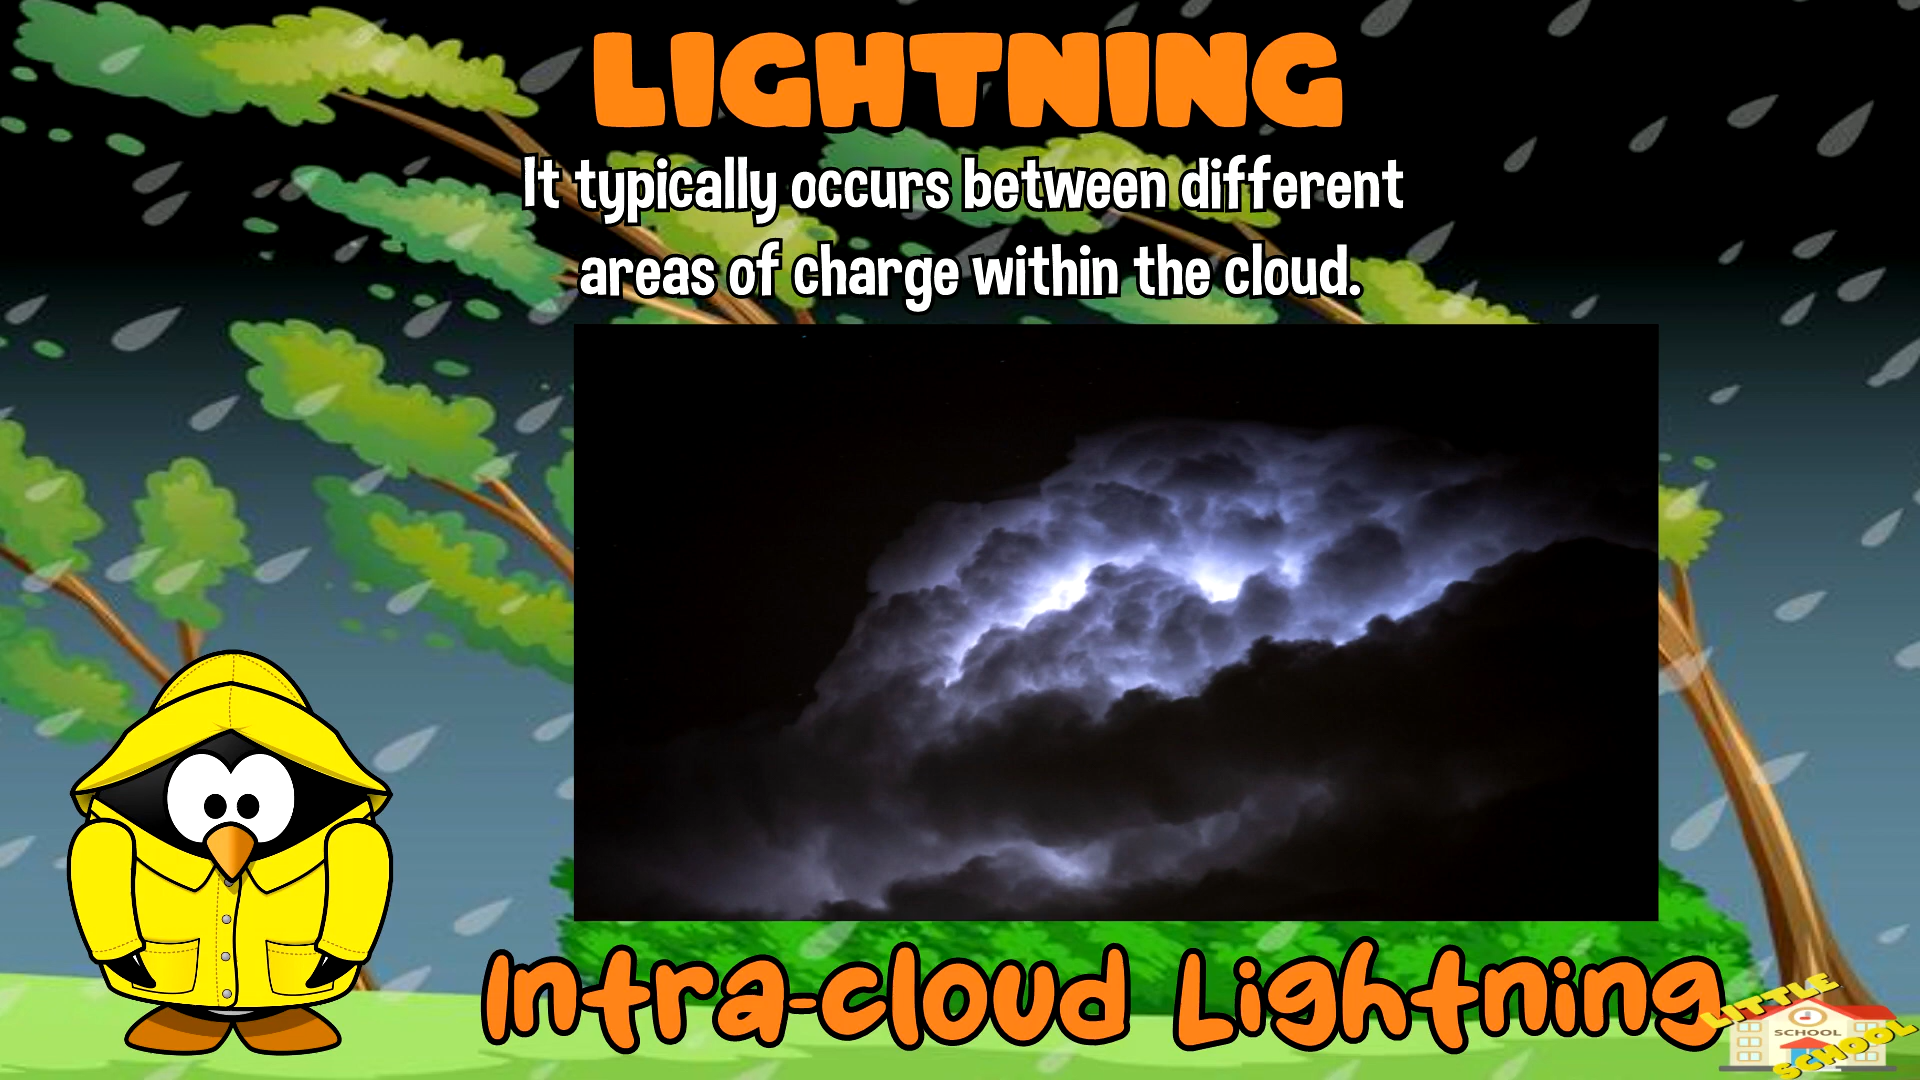 LIGHTNING
It typically occurs between different
areas of charge within the cloud.
Intra-cloud Lightning
LITTLE
SCHOOL
SCHOOL